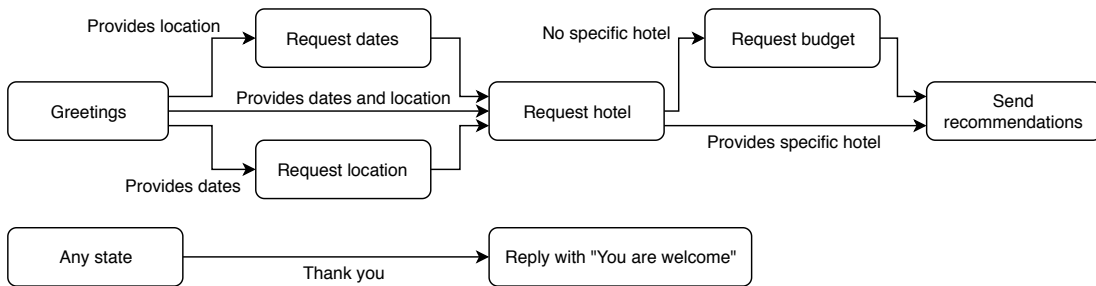 Provides location
Request dates
No specific hotel
Request budget
Greetings
Provides dates and location
Request hotel
Send
recommendations
Provides specific hotel
Request location
Provides dates
Any state
Thank you
Reply with "You are welcome"